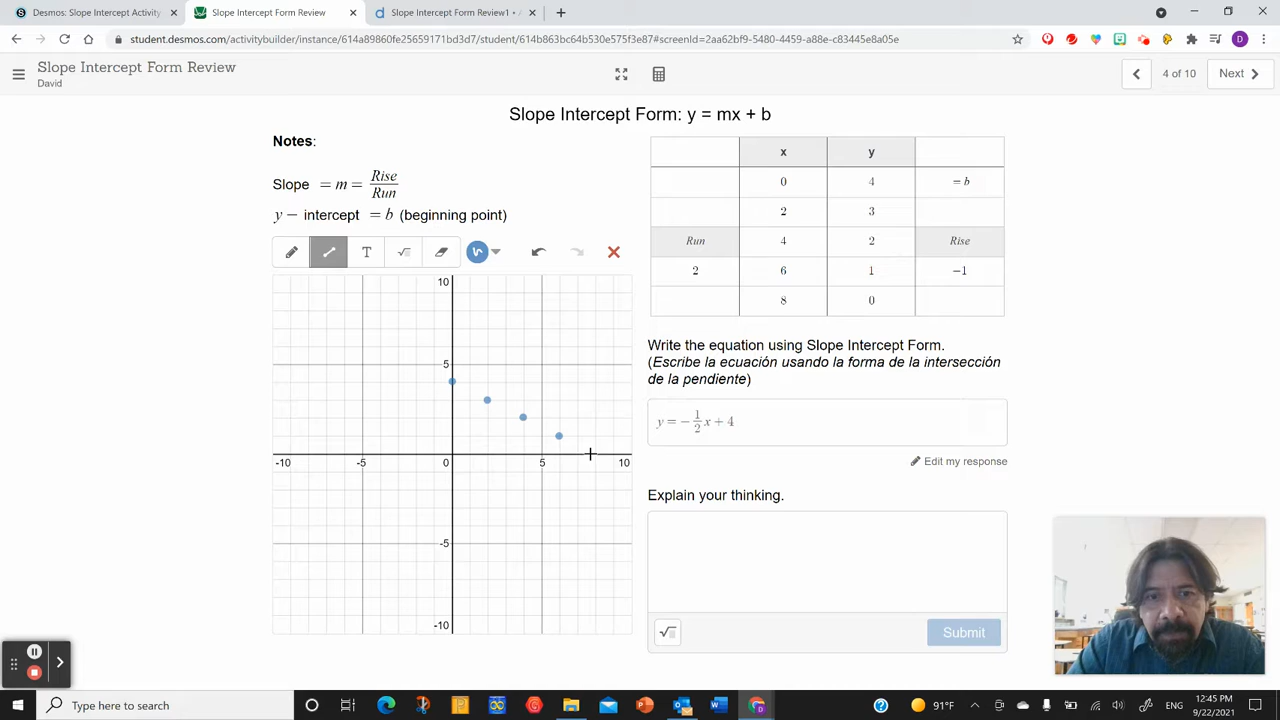 Desmos: Slope Intercept Activity
Slope Intercept Form Review
Slope Intercept Form Review1 •
student.desmos.com/activitybuilder/instance/614a89860fe25659171bd3d7/student/614b863bc64b530e575f3e87#screenId=2aa62bf9-5480-4459-a88e-c83445e8a05e
Slope Intercept Form Review
David
4 of 10
Next
Slope Intercept Form: y = mx + b
Notes:
Slope = m = Rise/Run
y − intercept = b (beginning point)
T
x y
0 4 = b
2 3
Run 4 2 Rise
2 6 1 −1
8 0
10
5
-10 -5 0 5 10
-5
-10
Write the equation using Slope Intercept Form.
(Escribe la ecuación usando la forma de la intersección
de la pendiente)
y = −1/2 x + 4
Edit my response
Explain your thinking.
Submit
Type here to search
91°F
ENG
12:45 PM
9/22/2021